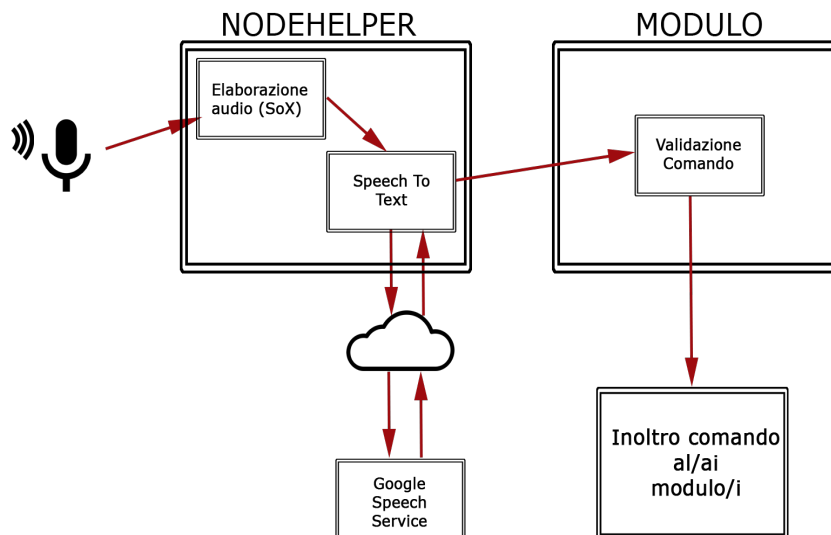 NODEHELPER
MODULO
Elaborazione
audio (SoX)
Speech To
Text
Validazione
Comando
Google
Speech
Service
Inoltro comando
al/ai
modulo/i